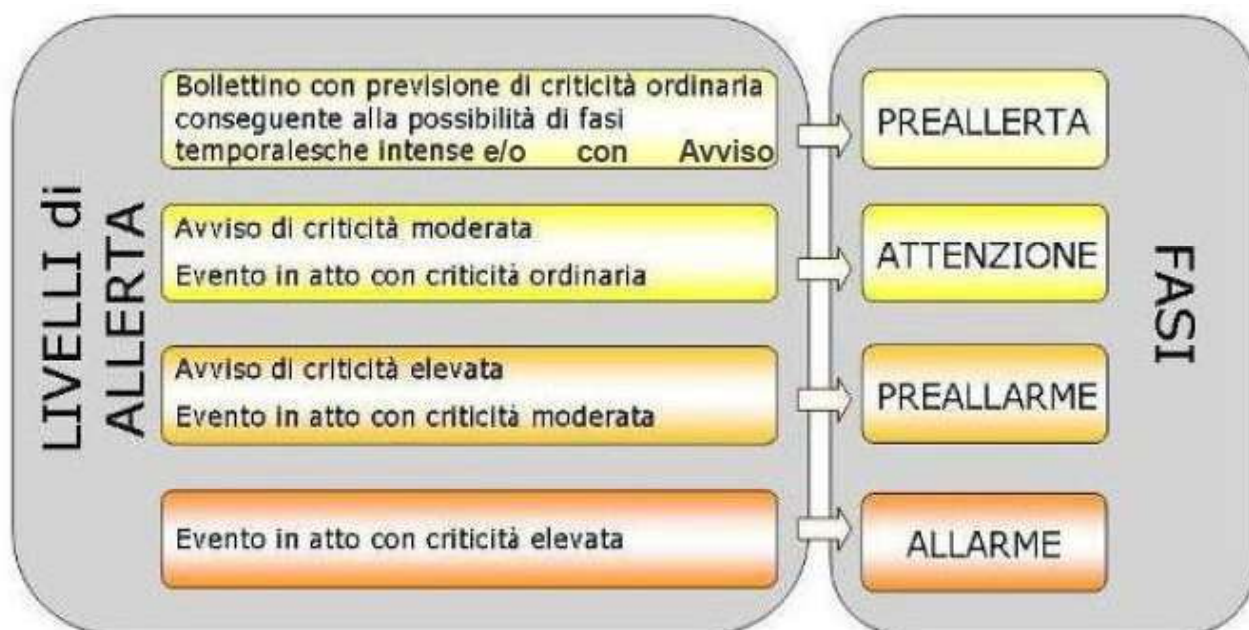 LIVELLI di
ALLERTA
Bollettino con previsione di criticità ordinaria
conseguente alla possibilità di fasi
temporalesche intense e/o con Avviso
PREALLERTA
Avviso di criticità moderata
Evento in atto con criticità ordinaria
ATTENZIONE
Avviso di criticità elevata
Evento in atto con criticità moderata
PREALLARME
Evento in atto con criticità elevata
ALLARME
FASI